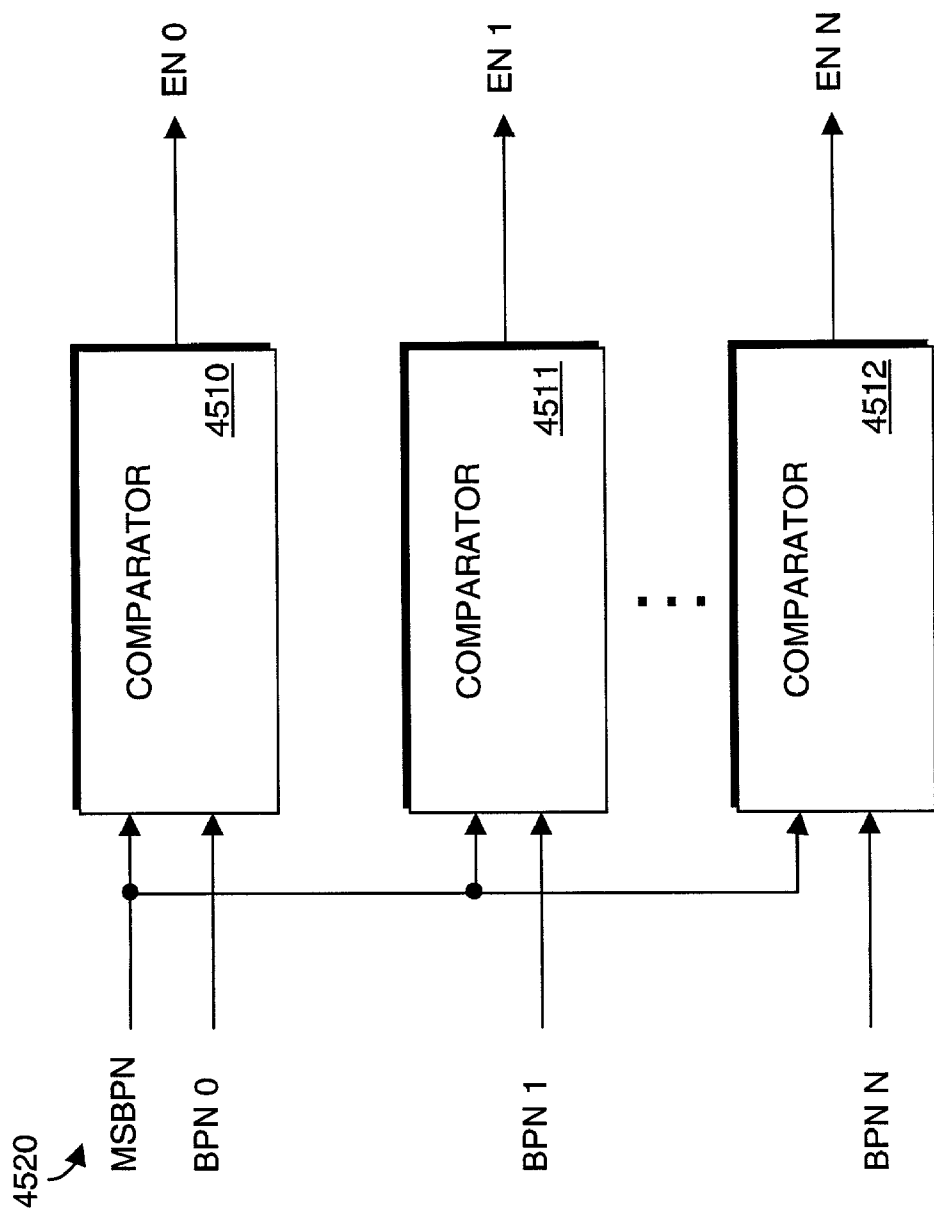 4520
MSBPN
BPN 0
COMPARATOR
4510
EN 0
BPN 1
COMPARATOR
4511
EN 1
BPN N
COMPARATOR
4512
EN N